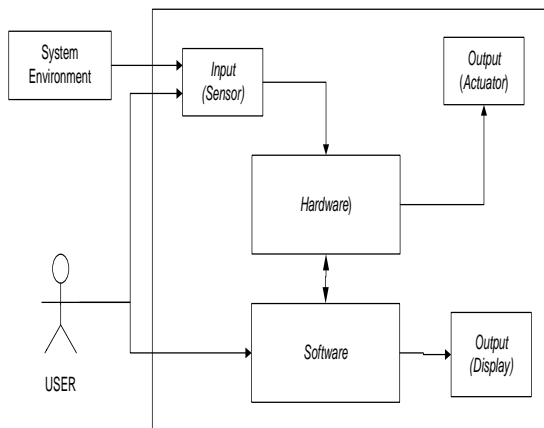 System
Environment
Input
(Sensor)
Output
(Actuator)
Hardware)
Software
Output
(Display)
USER